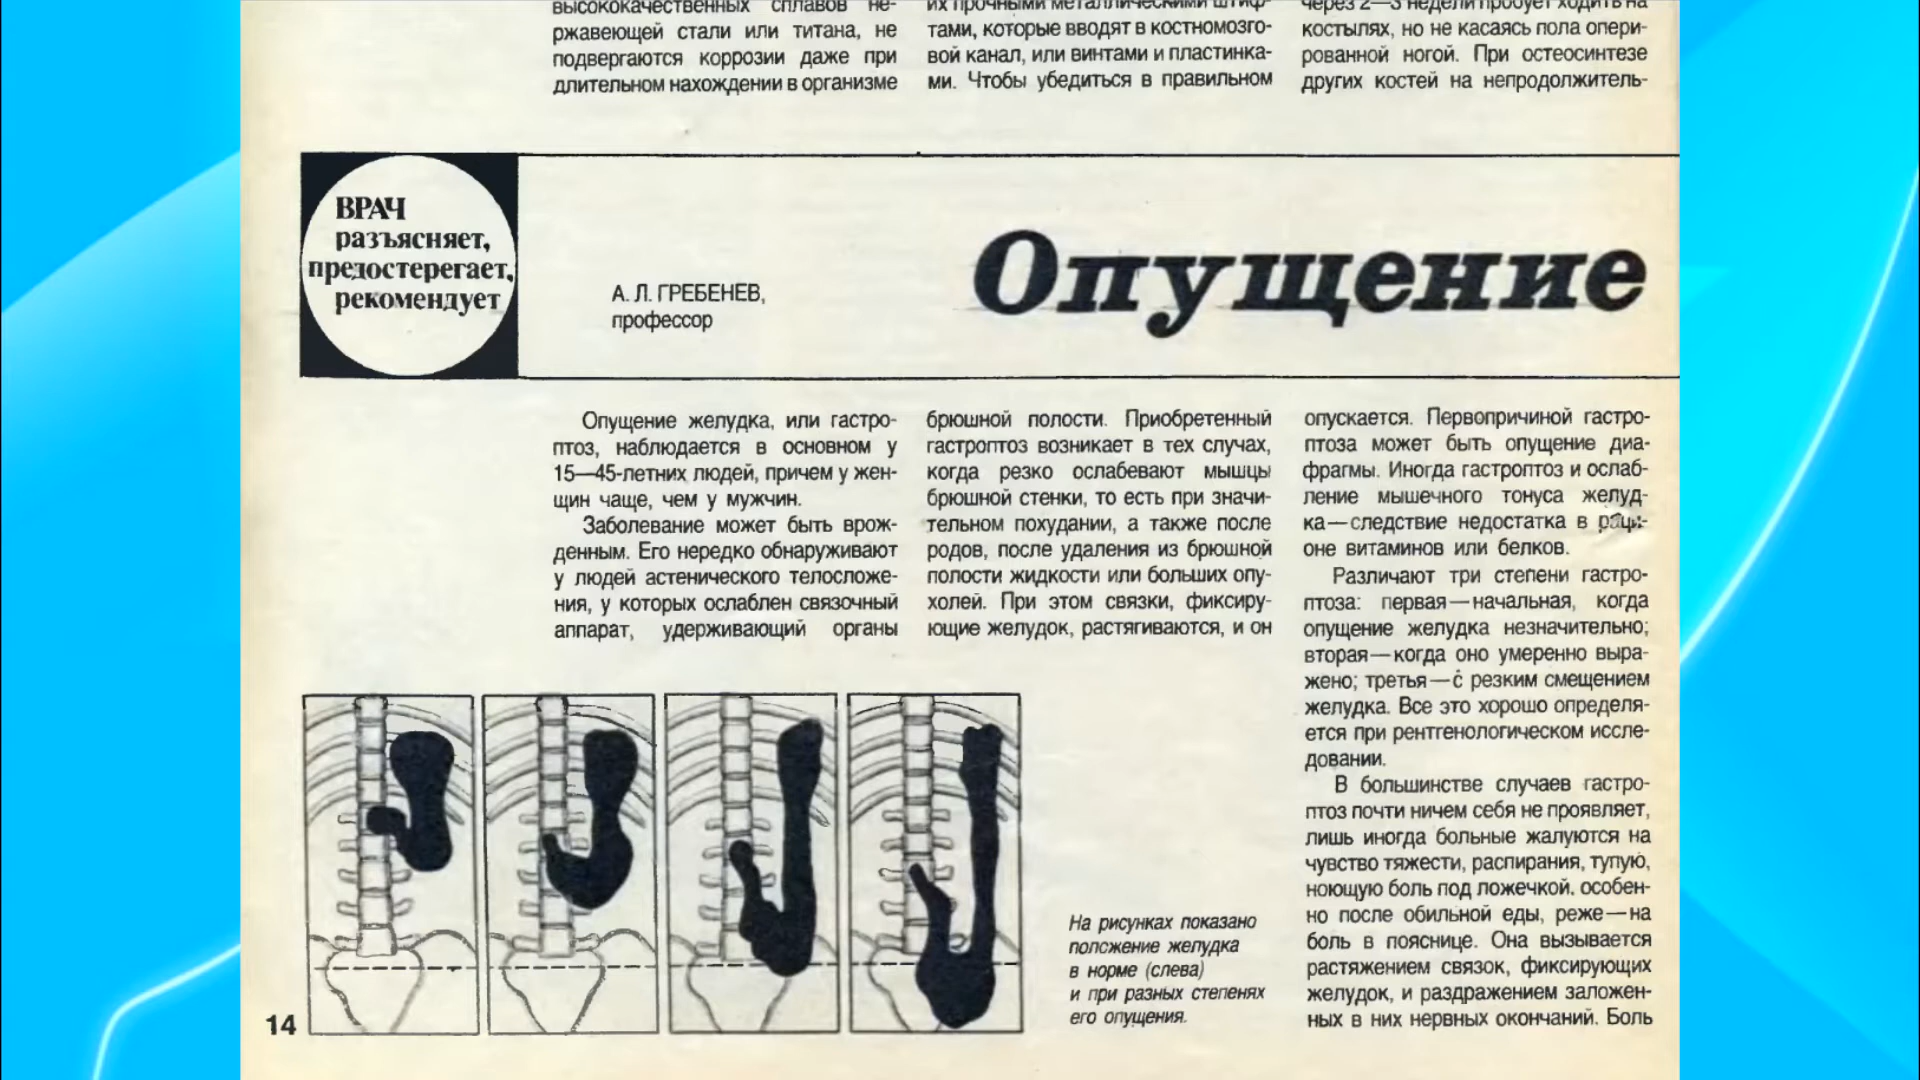 высококачественных сплавов не-
ржавеющей стали или титана, не
подвергаются коррозии даже при
длительном нахождении в организме
их прочными металлическими штиф-
тами, которые вводят в костномозго-
вой канал, или винтами и пластинка-
ми. Чтобы убедиться в правильном
через 2—3 недели пробует ходить на
костылях, но не касаясь пола опери-
рованной ногой. При остеосинтезе
других костей на непродолжитель-
ВРАЧ
разъясняет,
предостерегает,
рекомендует
А. Л. ГРЕБЕНЕВ,
профессор
Опущение
Опущение желудка, или гастро-
птоз, наблюдается в основном у
15—45-летних людей, причем у жен-
щин чаще, чем у мужчин.
Заболевание может быть врож-
денным. Его нередко обнаруживают
у людей астенического телосложе-
ния, у которых ослаблен связочный
аппарат, удерживающий органы
брюшной полости. Приобретенный
гастроптоз возникает в тех случаях,
когда резко ослабевают мышцы
брюшной стенки, то есть при значи-
тельном похудании, а также после
родов, после удаления из брюшной
полости жидкости или больших опу-
холей. При этом связки, фиксиру-
ющие желудок, растягиваются, и он
опускается. Первопричиной гастро-
птоза может быть опущение диа-
фрагмы. Иногда гастроптоз и ослаб-
ление мышечного тонуса желуд-
ка—следствие недостатка в раци-
оне витаминов или белков.
Различают три степени гастро-
птоза: первая—начальная, когда
опущение желудка незначительно;
вторая—когда оно умеренно выра-
жено; третья—с резким смещением
желудка. Все это хорошо определя-
ется при рентгенологическом иссле-
довании.
В большинстве случаев гастро-
птоз почти ничем себя не проявляет,
лишь иногда больные жалуются на
чувство тяжести, распирания, тупую,
ноющую боль под ложечкой, особен-
но после обильной еды, реже—на
боль в пояснице. Она вызывается
растяжением связок, фиксирующих
желудок, и раздражением заложен-
ных в них нервных окончаний. Боль
На рисунках показано
положение желудка
в норме (слева)
и при разных степенях
его опущения.
14